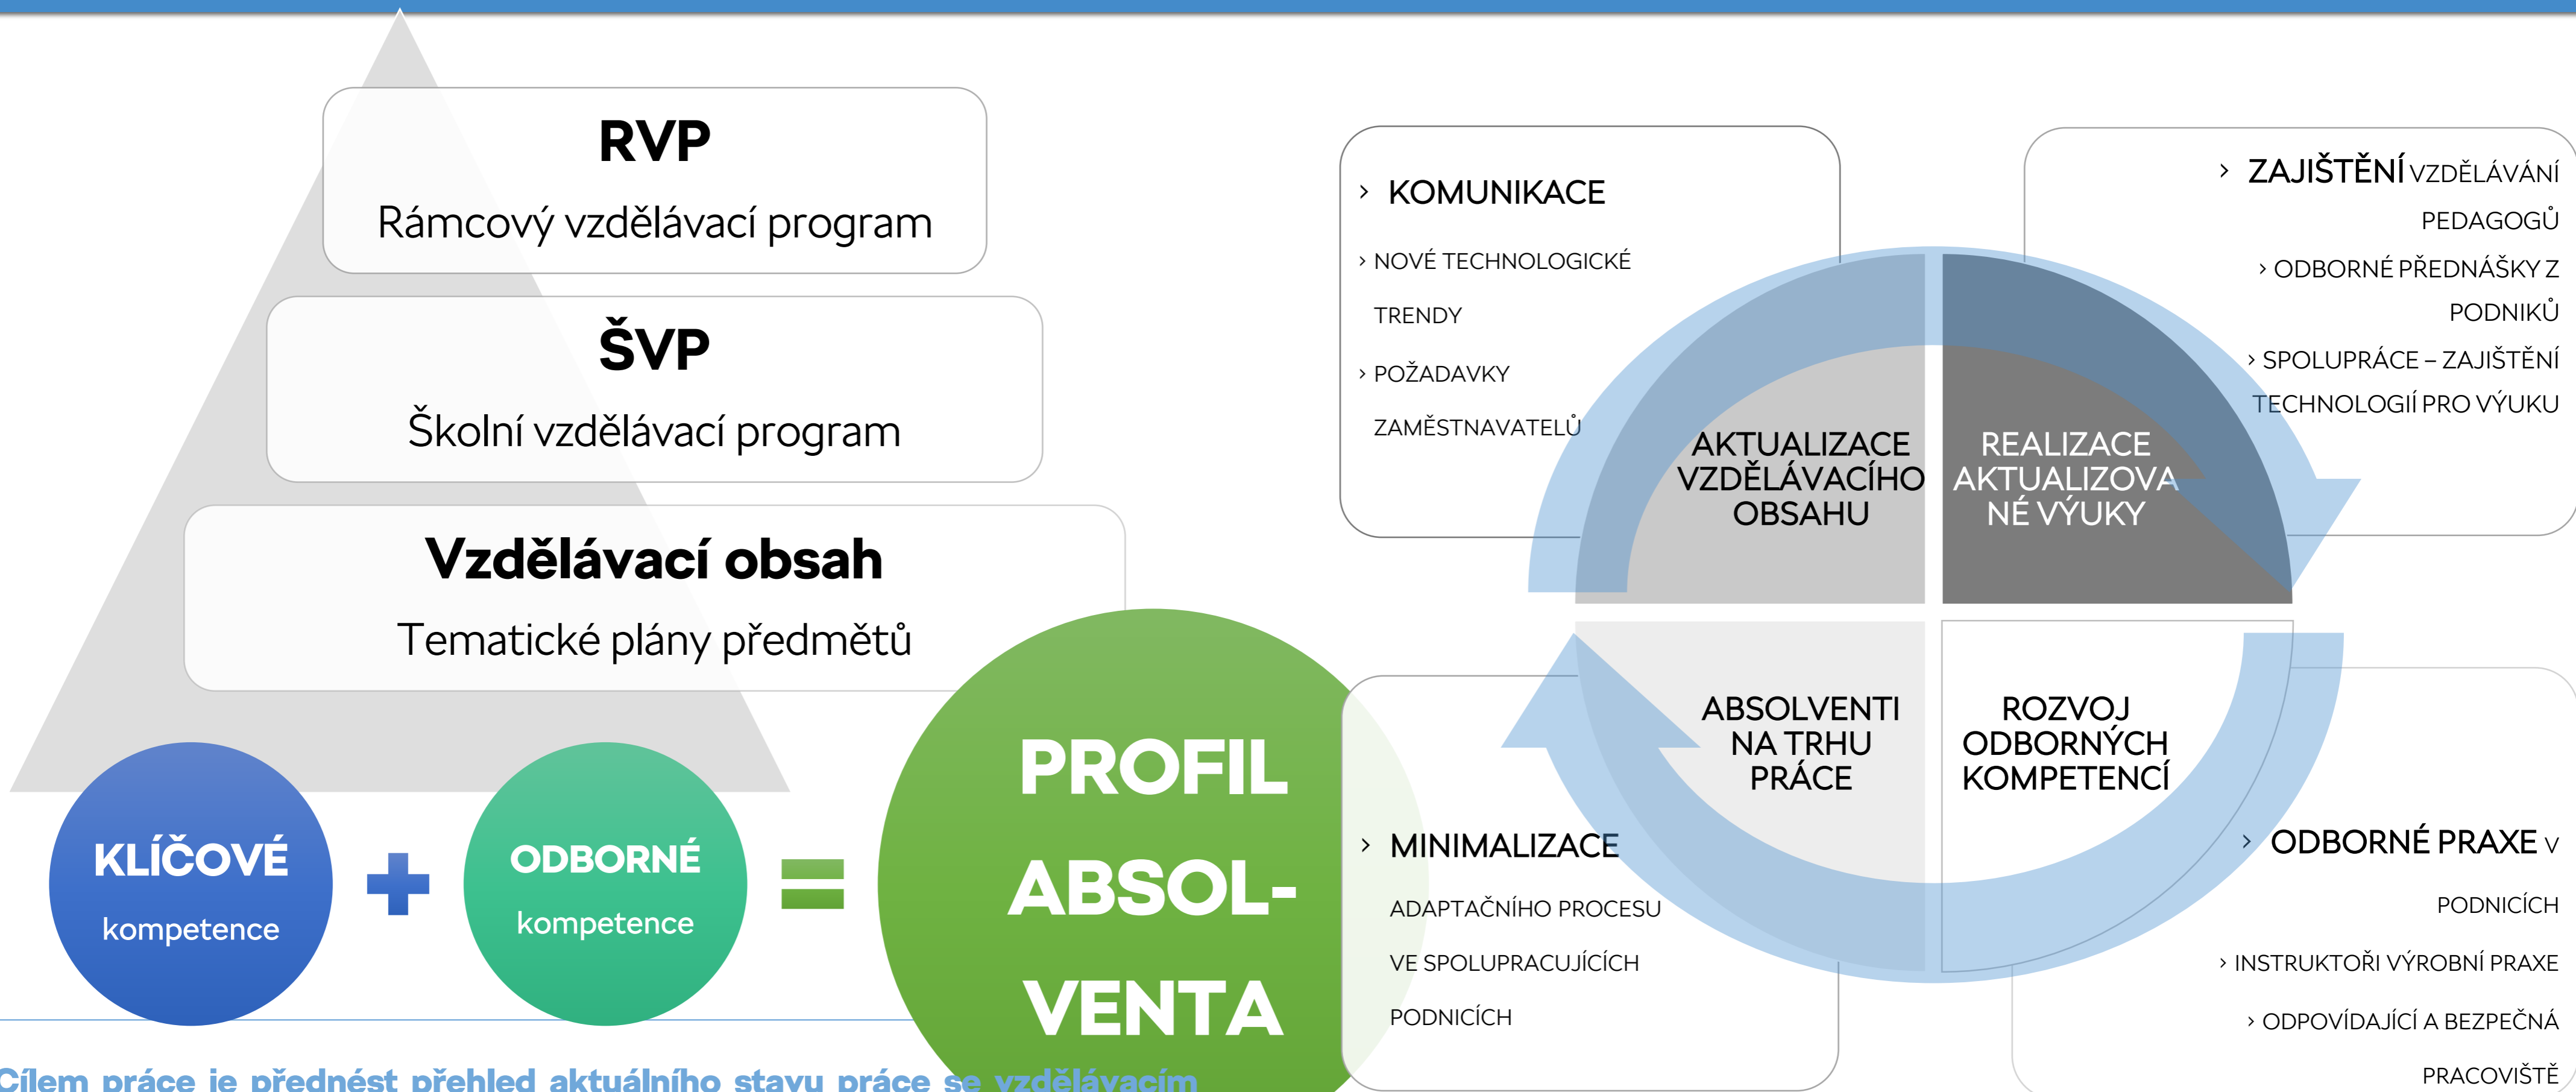 RVP
Rámcový vzdělávací program
ŠVP
Školní vzdělávací program
Vzdělávací obsah
Tematické plány předmětů
KLÍČOVÉ
kompetence
+
ODBORNÉ
kompetence
=
PROFIL
ABSOL-
VENTA
Cílem práce je přednést přehled aktuálního stavu práce se vzdělávacím
› KOMUNIKACE
› NOVÉ TECHNOLOGICKÉ
TRENDY
› POŽADAVKY
ZAMĚSTNAVATELŮ
› ZAJIŠTĚNÍ VZDĚLÁVÁNÍ
PEDAGOGŮ
› ODBORNÉ PŘEDNÁŠKY Z
PODNIKŮ
› SPOLUPRÁCE – ZAJIŠTĚNÍ
TECHNOLOGIÍ PRO VÝUKU
AKTUALIZACE
VZDĚLÁVACÍHO
OBSAHU
REALIZACE
AKTUALIZOVA
NÉ VÝUKY
ABSOLVENTI
NA TRHU
PRÁCE
ROZVOJ
ODBORNÝCH
KOMPETENCÍ
› MINIMALIZACE
ADAPTAČNÍHO PROCESU
VE SPOLUPRACUJÍCÍCH
PODNICÍCH
› ODBORNÉ PRAXE V
PODNICÍCH
› INSTRUKTOŘI VÝROBNÍ PRAXE
› ODPOVÍDAJÍCÍ A BEZPEČNÁ
PRACOVIŠTĚ